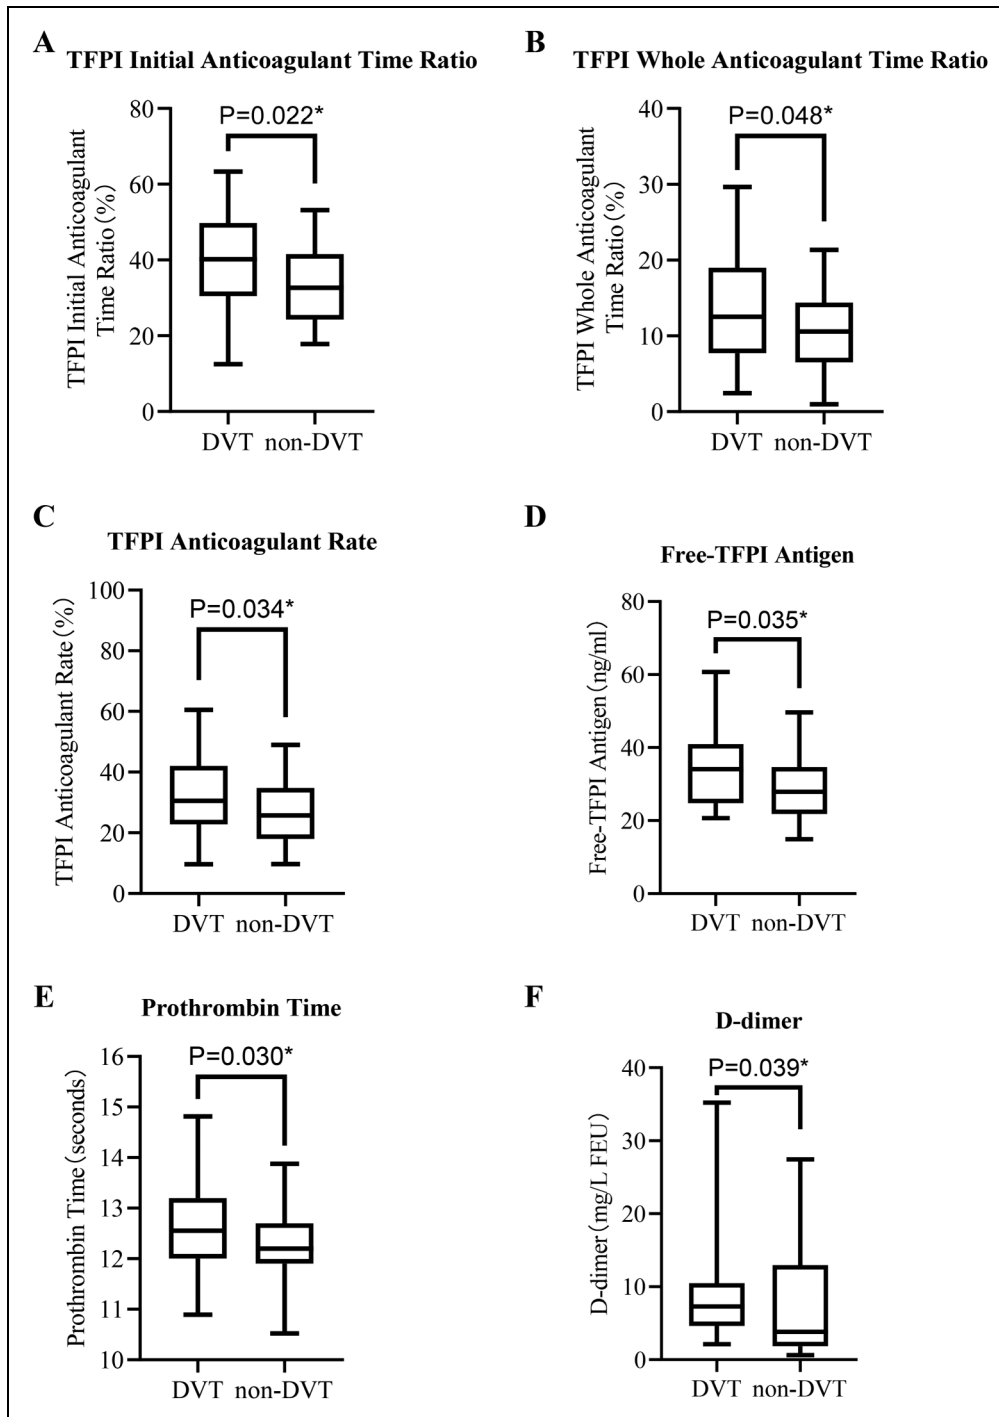 A
TFPI Initial Anticoagulant Time Ratio
TFPI Initial Anticoagulant
Time Ratio(%)
80
60
40
20
0
P=0.022*
DVT non-DVT
B
TFPI Whole Anticoagulant Time Ratio
TFPI Whole Anticoagulant
Time Ratio(%)
40
30
20
10
0
P=0.048*
DVT non-DVT
C
TFPI Anticoagulant Rate
TFPI Anticoagulant Rate(%)
100
80
60
40
20
0
P=0.034*
DVT non-DVT
D
Free-TFPI Antigen
Free-TFPI Antigen(ng/ml)
80
60
40
20
0
P=0.035*
DVT non-DVT
E
Prothrombin Time
Prothrombin Time(seconds)
16
15
14
13
12
11
10
P=0.030*
DVT non-DVT
F
D-dimer
D-dimer(mg/L FEU)
40
30
20
10
0
P=0.039*
DVT non-DVT